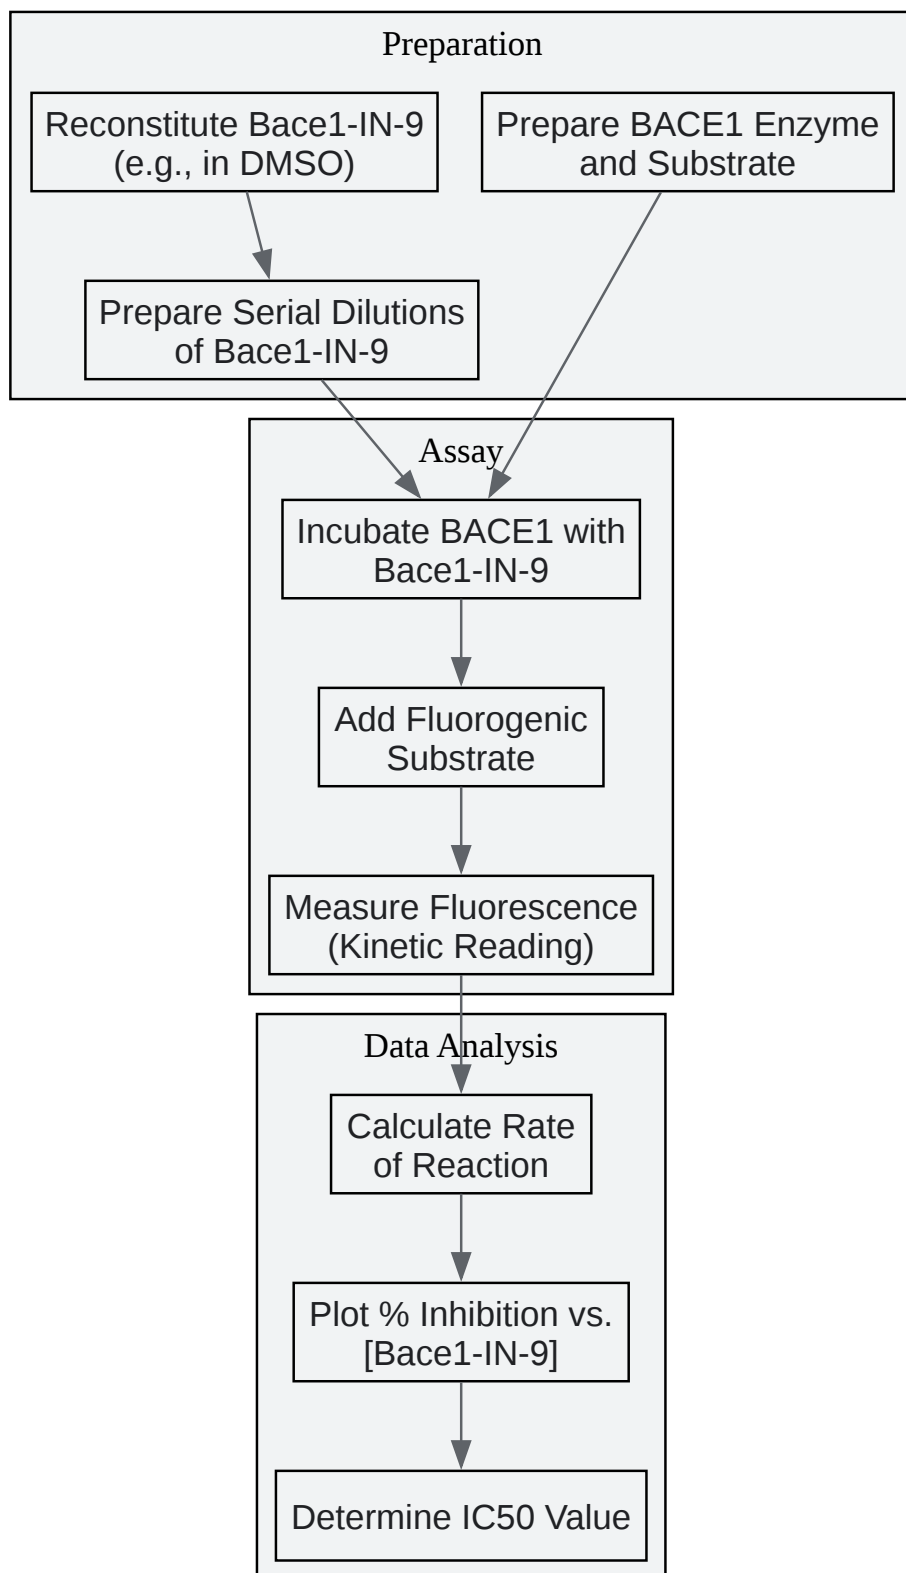 Preparation
Reconstitute Bace1-IN-9
(e.g., in DMSO)
Prepare BACE1 Enzyme
and Substrate
Prepare Serial Dilutions
of Bace1-IN-9
Assay
Incubate BACE1 with
Bace1-IN-9
Add Fluorogenic
Substrate
Measure Fluorescence
(Kinetic Reading)
Data Analysis
Calculate Rate
of Reaction
Plot % Inhibition vs.
[Bace1-IN-9]
Determine IC50 Value